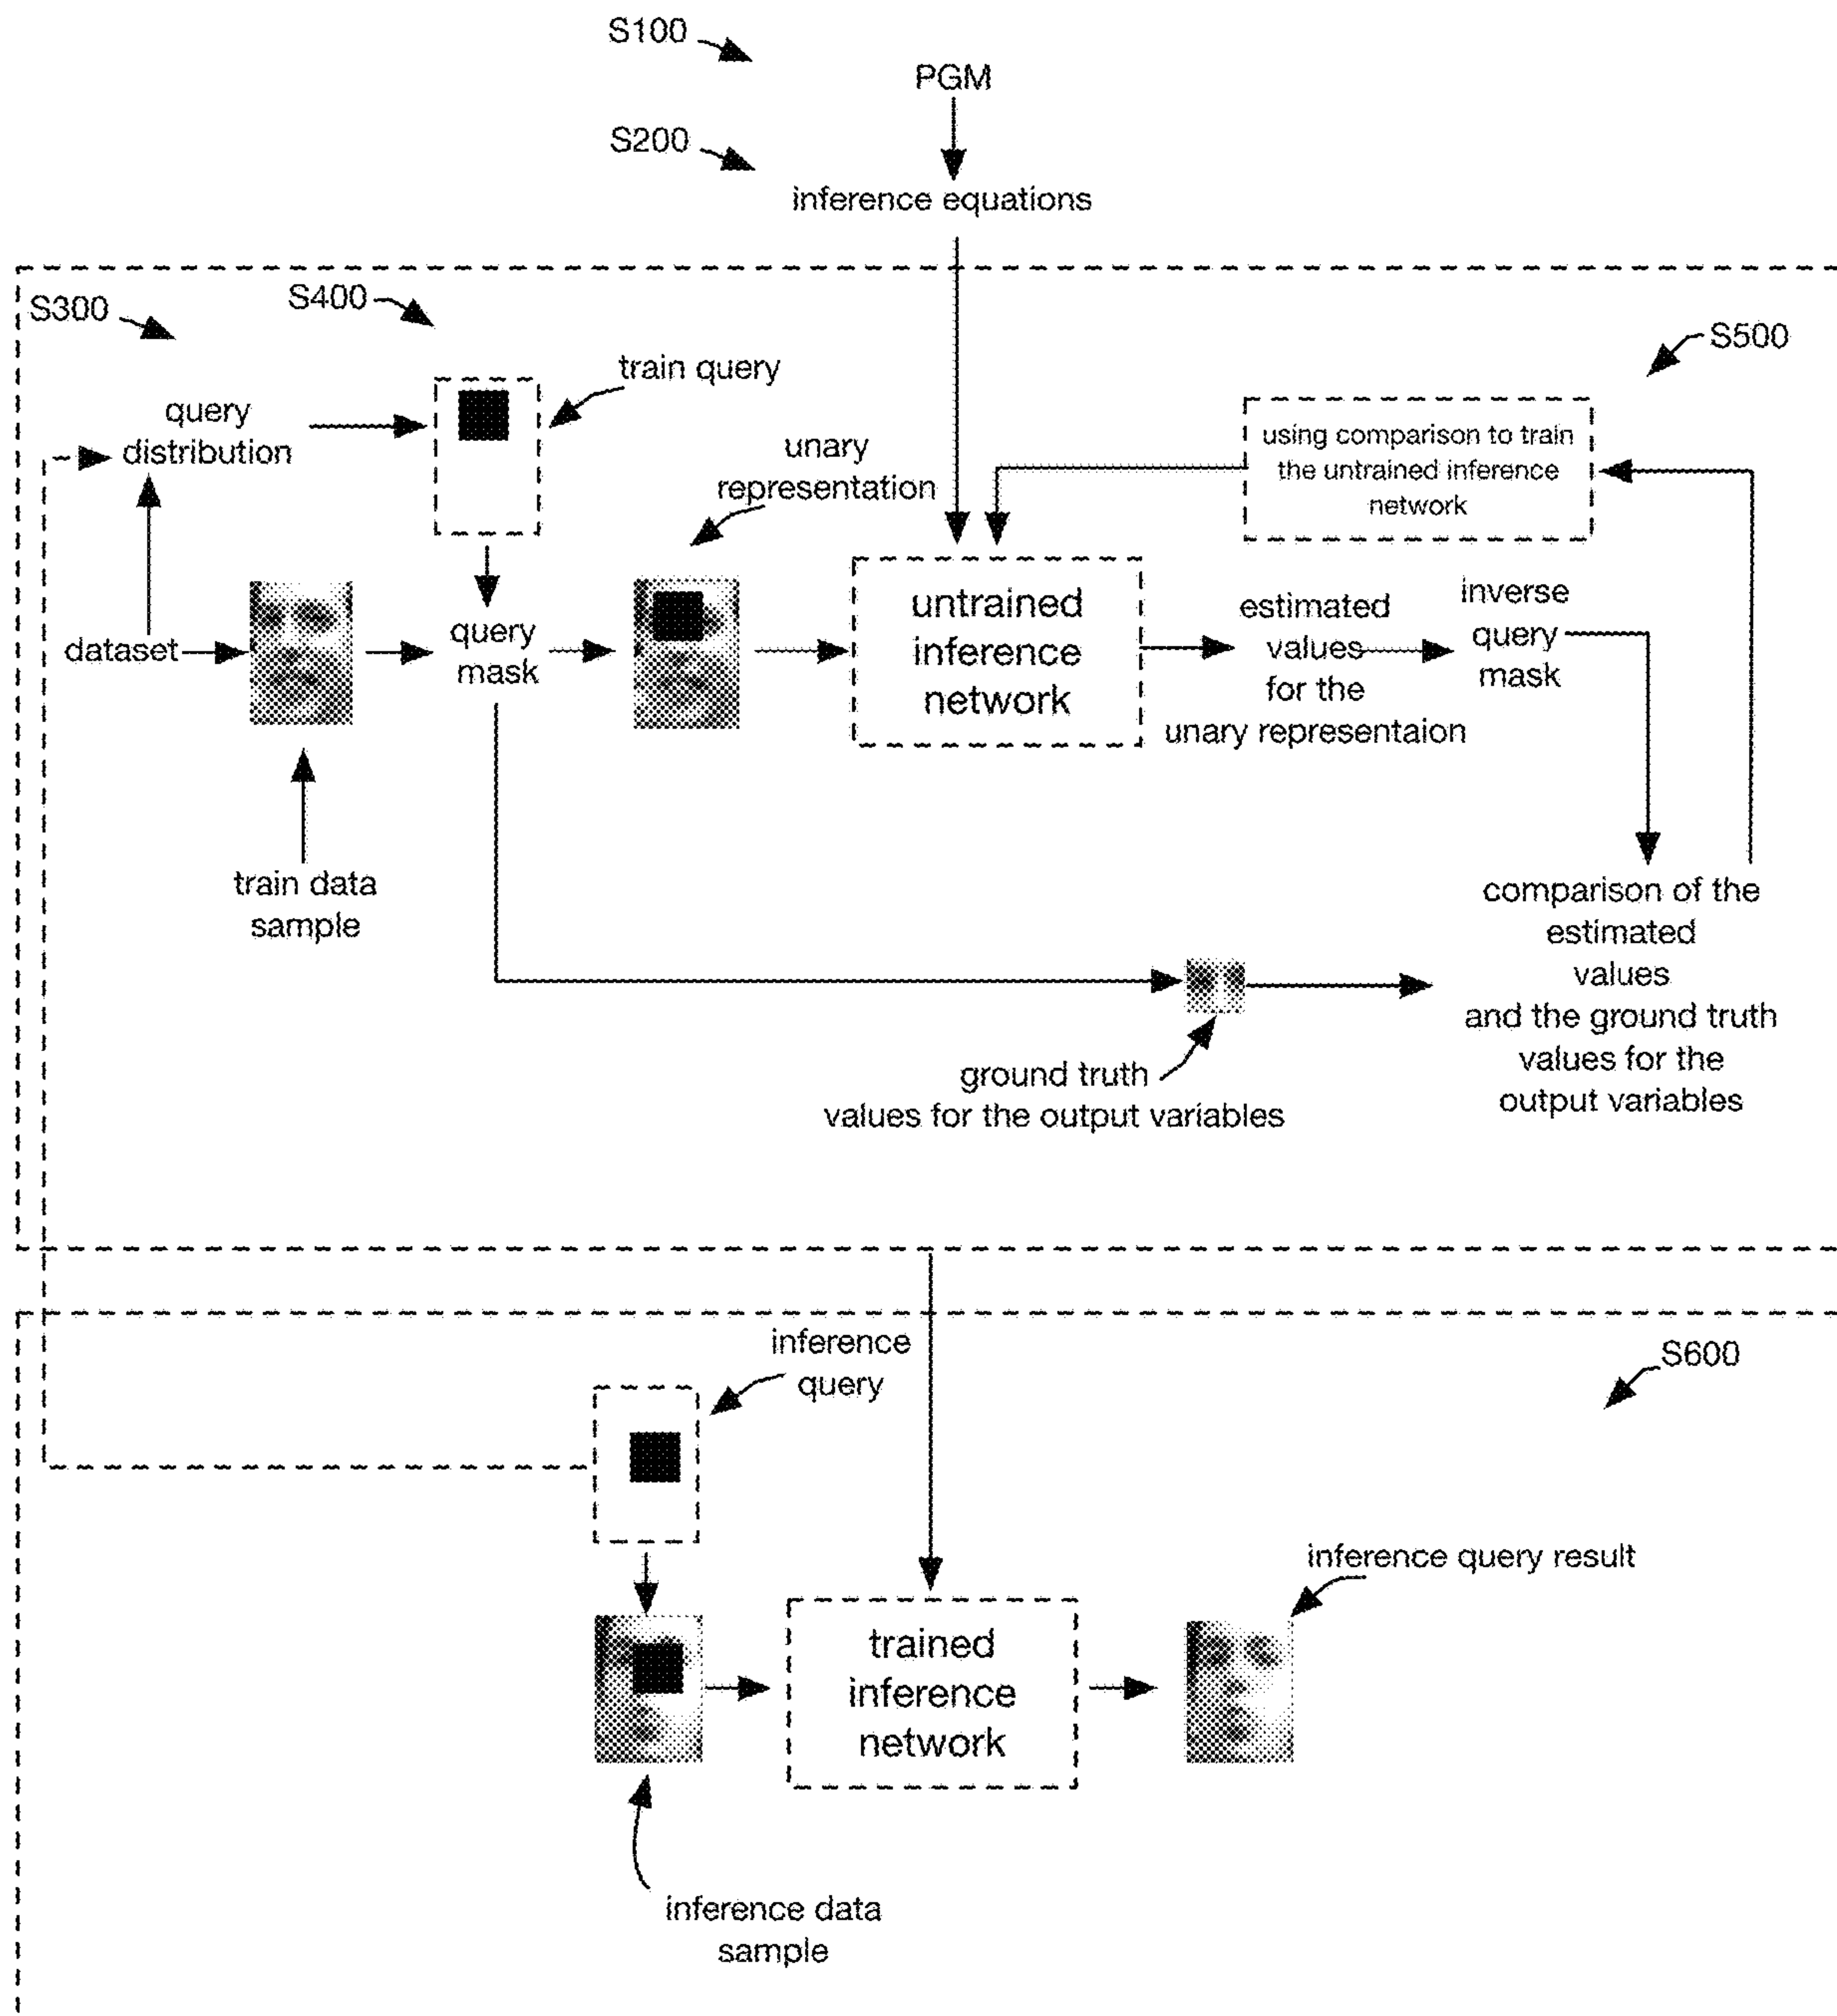 S100
PGM
S200
inference equations
S300
S400
S500
train query
query
distribution
using comparison to train
the untrained inference
network
unary
representation
dataset
query
mask
untrained
inference
network
estimated
values
for the
unary representaion
inverse
query
mask
train data
sample
comparison of the
estimated
values
and the ground truth
values for the
output variables
ground truth
values for the output variables
inference
query
S600
inference query result
trained
inference
network
inference data
sample